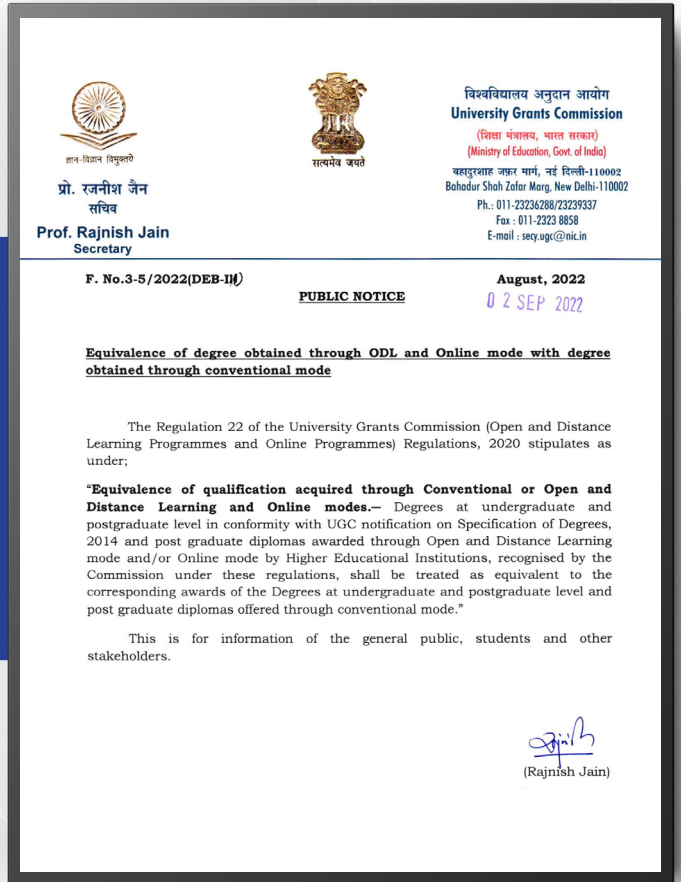 ज्ञान-विज्ञान विमुक्तये
प्रो. रजनीश जैन
सचिव
Prof. Rajnish Jain
Secretary
सत्यमेव जयते
विश्वविद्यालय अनुदान आयोग
University Grants Commission
(शिक्षा मंत्रालय, भारत सरकार)
(Ministry of Education, Govt. of India)
बहादुरशाह ज़फ़र मार्ग, नई दिल्ली-110002
Bahadur Shah Zafar Marg, New Delhi-110002
Ph.: 011-23236288/23239337
Fax : 011-2323 8858
E-mail : secy.ugc@nic.in
F. No.3-5/2022(DEB-III)
August, 2022
PUBLIC NOTICE
02 SEP 2022
Equivalence of degree obtained through ODL and Online mode with degree
obtained through conventional mode
The Regulation 22 of the University Grants Commission (Open and Distance
Learning Programmes and Online Programmes) Regulations, 2020 stipulates as
under;
“Equivalence of qualification acquired through Conventional or Open and
Distance Learning and Online modes.— Degrees at undergraduate and
postgraduate level in conformity with UGC notification on Specification of Degrees,
2014 and post graduate diplomas awarded through Open and Distance Learning
mode and/or Online mode by Higher Educational Institutions, recognised by the
Commission under these regulations, shall be treated as equivalent to the
corresponding awards of the Degrees at undergraduate and postgraduate level and
post graduate diplomas offered through conventional mode.”
This is for information of the general public, students and other
stakeholders.
(Rajnish Jain)